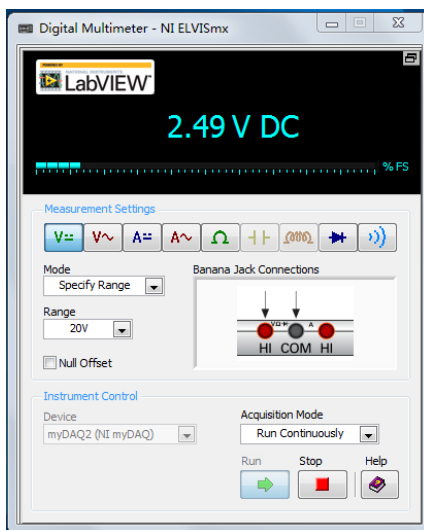 Digital Multimeter - NI ELVISmx
LabVIEW
2.49 V DC
% FS
Measurement Settings
V
V
A
A
Ω
Mode
Specify Range
Banana Jack Connections
Range
20V
VΩ
A
HI COM HI
Null Offset
Instrument Control
Device
myDAQ2 (NI myDAQ)
Acquisition Mode
Run Continuously
Run
Stop
Help